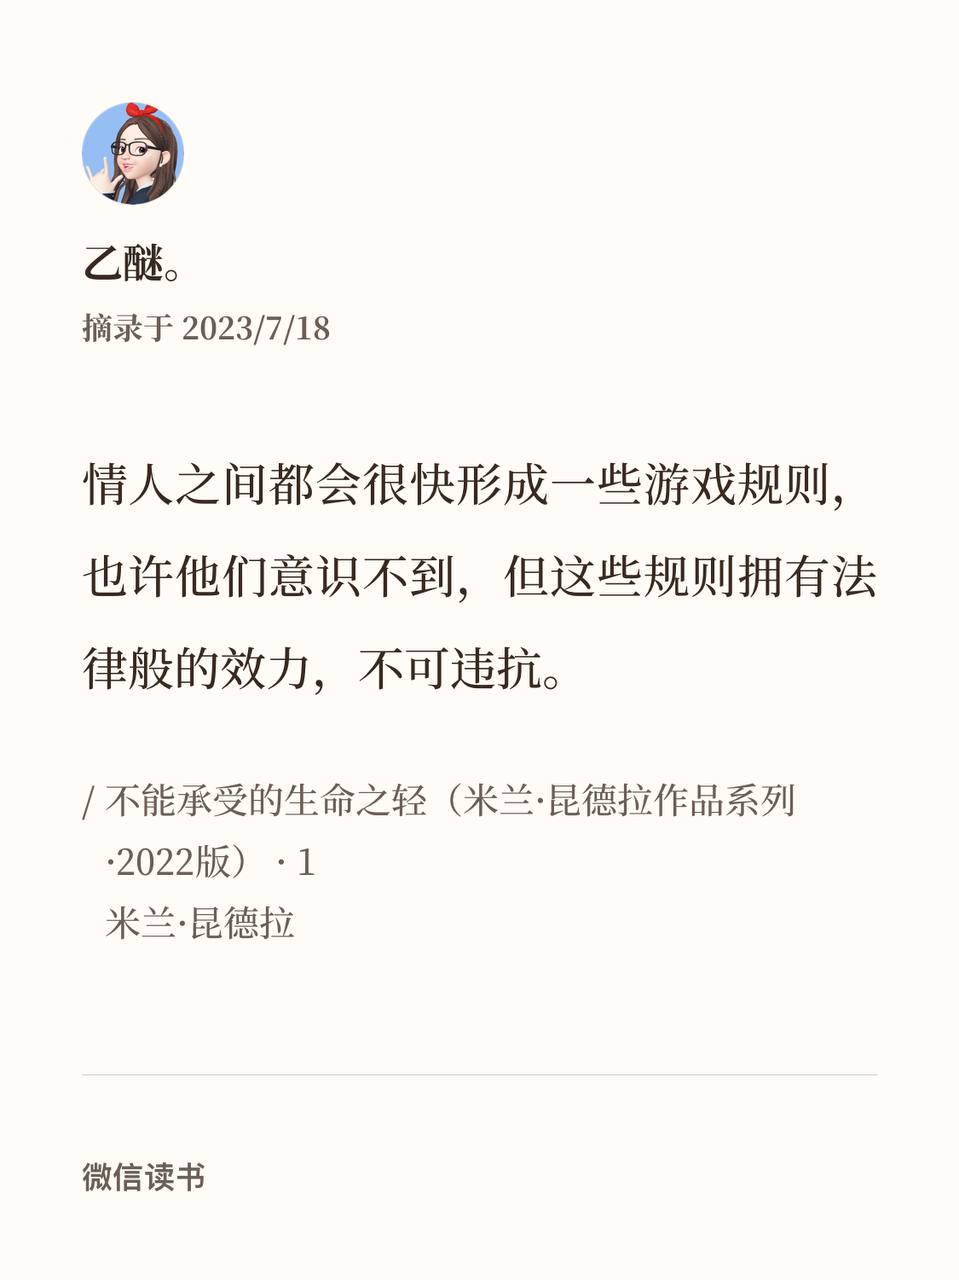 乙醚。
摘录于 2023/7/18
情人之间都会很快形成一些游戏规则，
也许他们意识不到，但这些规则拥有法
律般的效力，不可违抗。
/ 不能承受的生命之轻（米兰·昆德拉作品系列
·2022版） · 1
米兰·昆德拉
微信读书